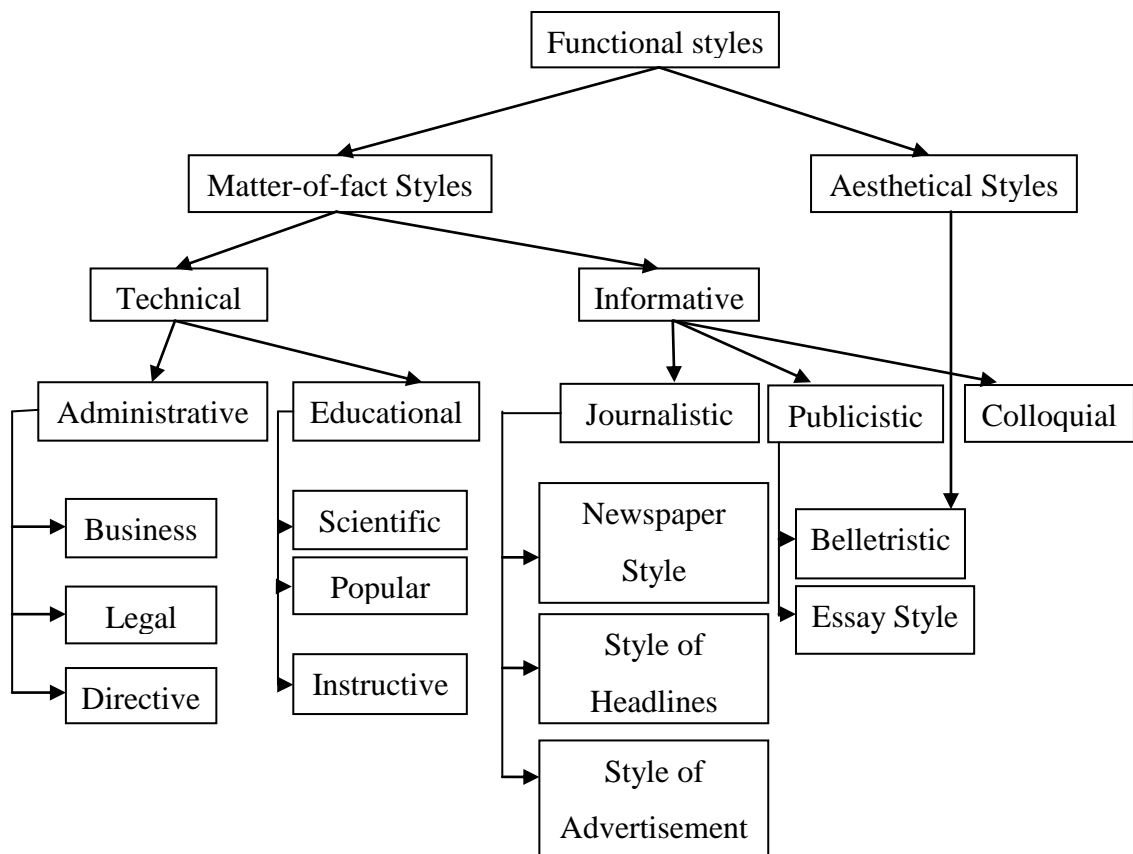 Functional styles
Matter-of-fact Styles
Aesthetical Styles
Technical
Informative
Administrative
Educational
Journalistic
Publicistic
Colloquial
Business
Legal
Directive
Scientific
Popular
Instructive
Newspaper
Style
Style of
Headlines
Style of
Advertisement
Belletristic
Essay Style